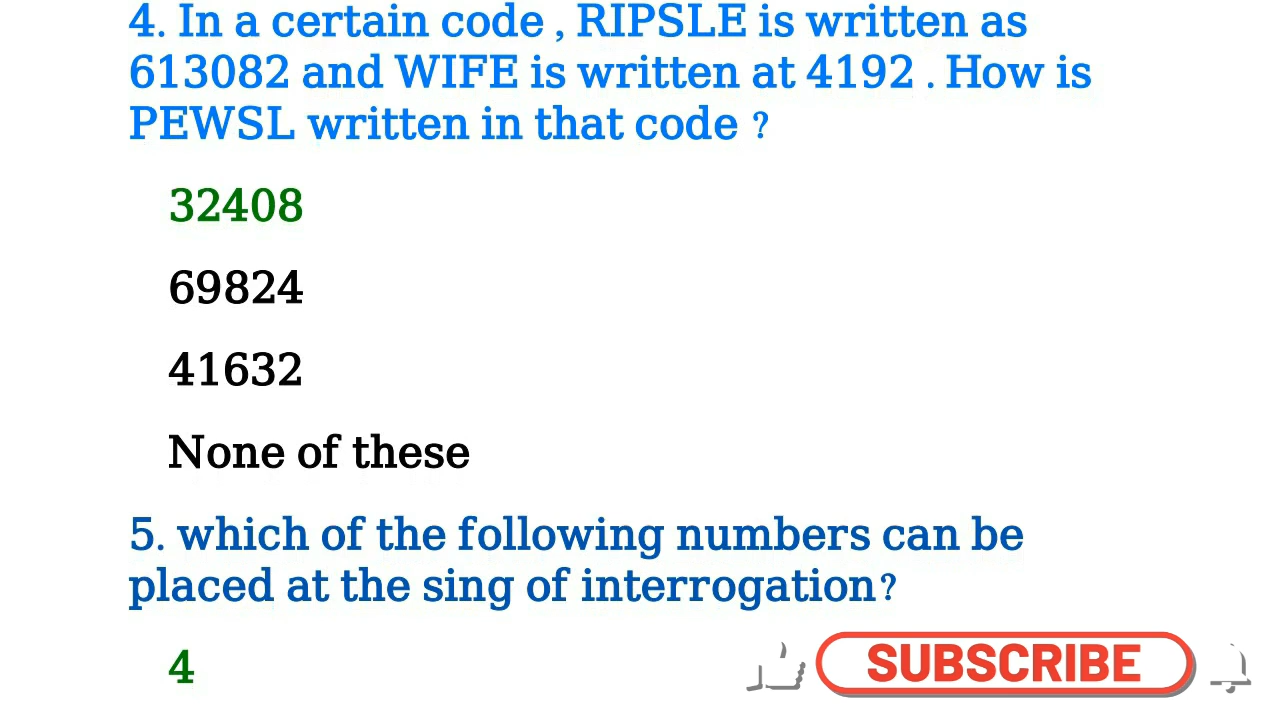 4. In a certain code , RIPSLE is written as
613082 and WIFE is written at 4192 . How is
PEWSL written in that code ?
32408
69824
41632
None of these
5. which of the following numbers can be
placed at the sing of interrogation?
4
SUBSCRIBE